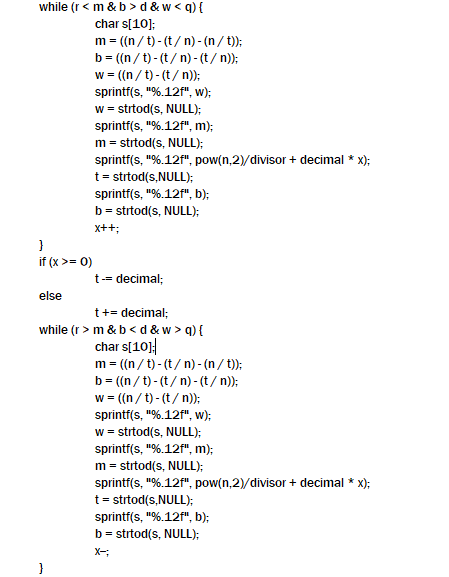 while (r < m & b > d & w < q) {
char s[10];
m = ((n / t) - (t / n) - (n / t));
b = ((n / t) - (t / n) - (t / n));
w = ((n / t) - (t / n));
sprintf(s, "%.12f", w);
w = strtod(s, NULL);
sprintf(s, "%.12f", m);
m = strtod(s, NULL);
sprintf(s, "%.12f", pow(n,2)/divisor + decimal * x);
t = strtod(s,NULL);
sprintf(s, "%.12f", b);
b = strtod(s, NULL);
x++;
}
if (x >= 0)
t -= decimal;
else
t += decimal;
while (r > m & b < d & w > q) {
char s[10];
m = ((n / t) - (t / n) - (n / t));
b = ((n / t) - (t / n) - (t / n));
w = ((n / t) - (t / n));
sprintf(s, "%.12f", w);
w = strtod(s, NULL);
sprintf(s, "%.12f", m);
m = strtod(s, NULL);
sprintf(s, "%.12f", pow(n,2)/divisor + decimal * x);
t = strtod(s,NULL);
sprintf(s, "%.12f", b);
b = strtod(s, NULL);
x–;
}